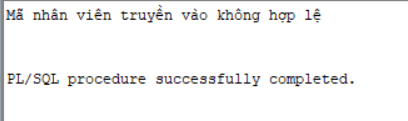 Mã nhân viên truyền vào không hợp lệ
PL/SQL procedure successfully completed.